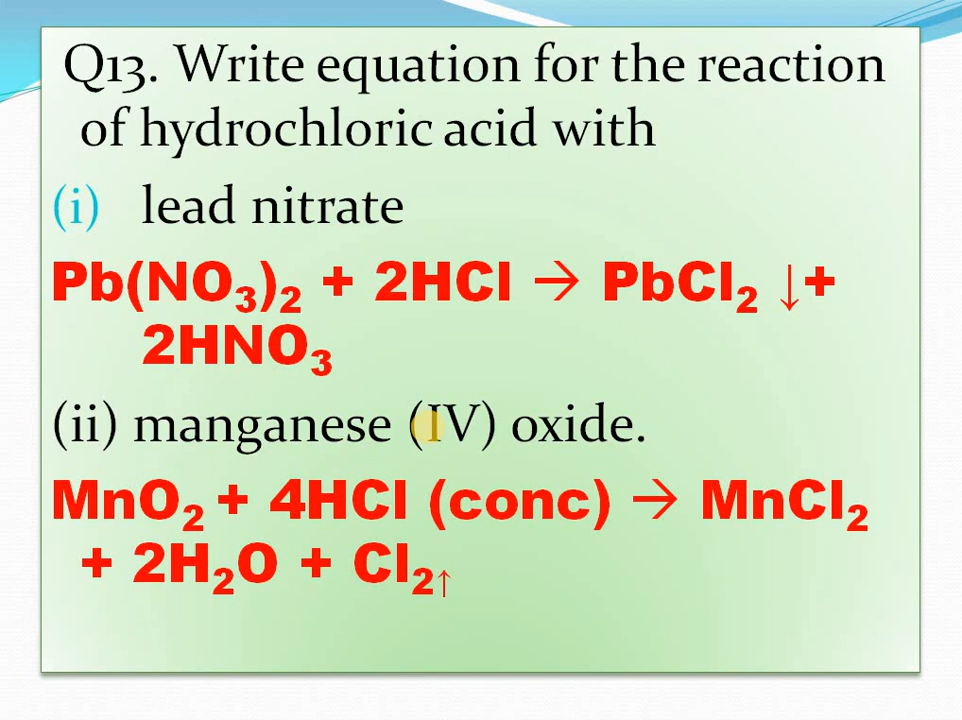 Q13. Write equation for the reaction
of hydrochloric acid with
(i) lead nitrate
Pb(NO₃)₂ + 2HCl → PbCl₂ ↓+
2HNO₃
(ii) manganese (IV) oxide.
MnO₂ + 4HCl (conc) → MnCl₂
+ 2H₂O + Cl₂↑